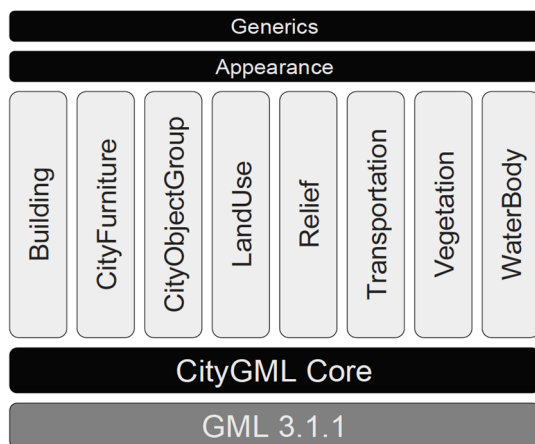 Generics
Appearance
Building
CityFurniture
CityObjectGroup
LandUse
Relief
Transportation
Vegetation
WaterBody
CityGML Core
GML 3.1.1